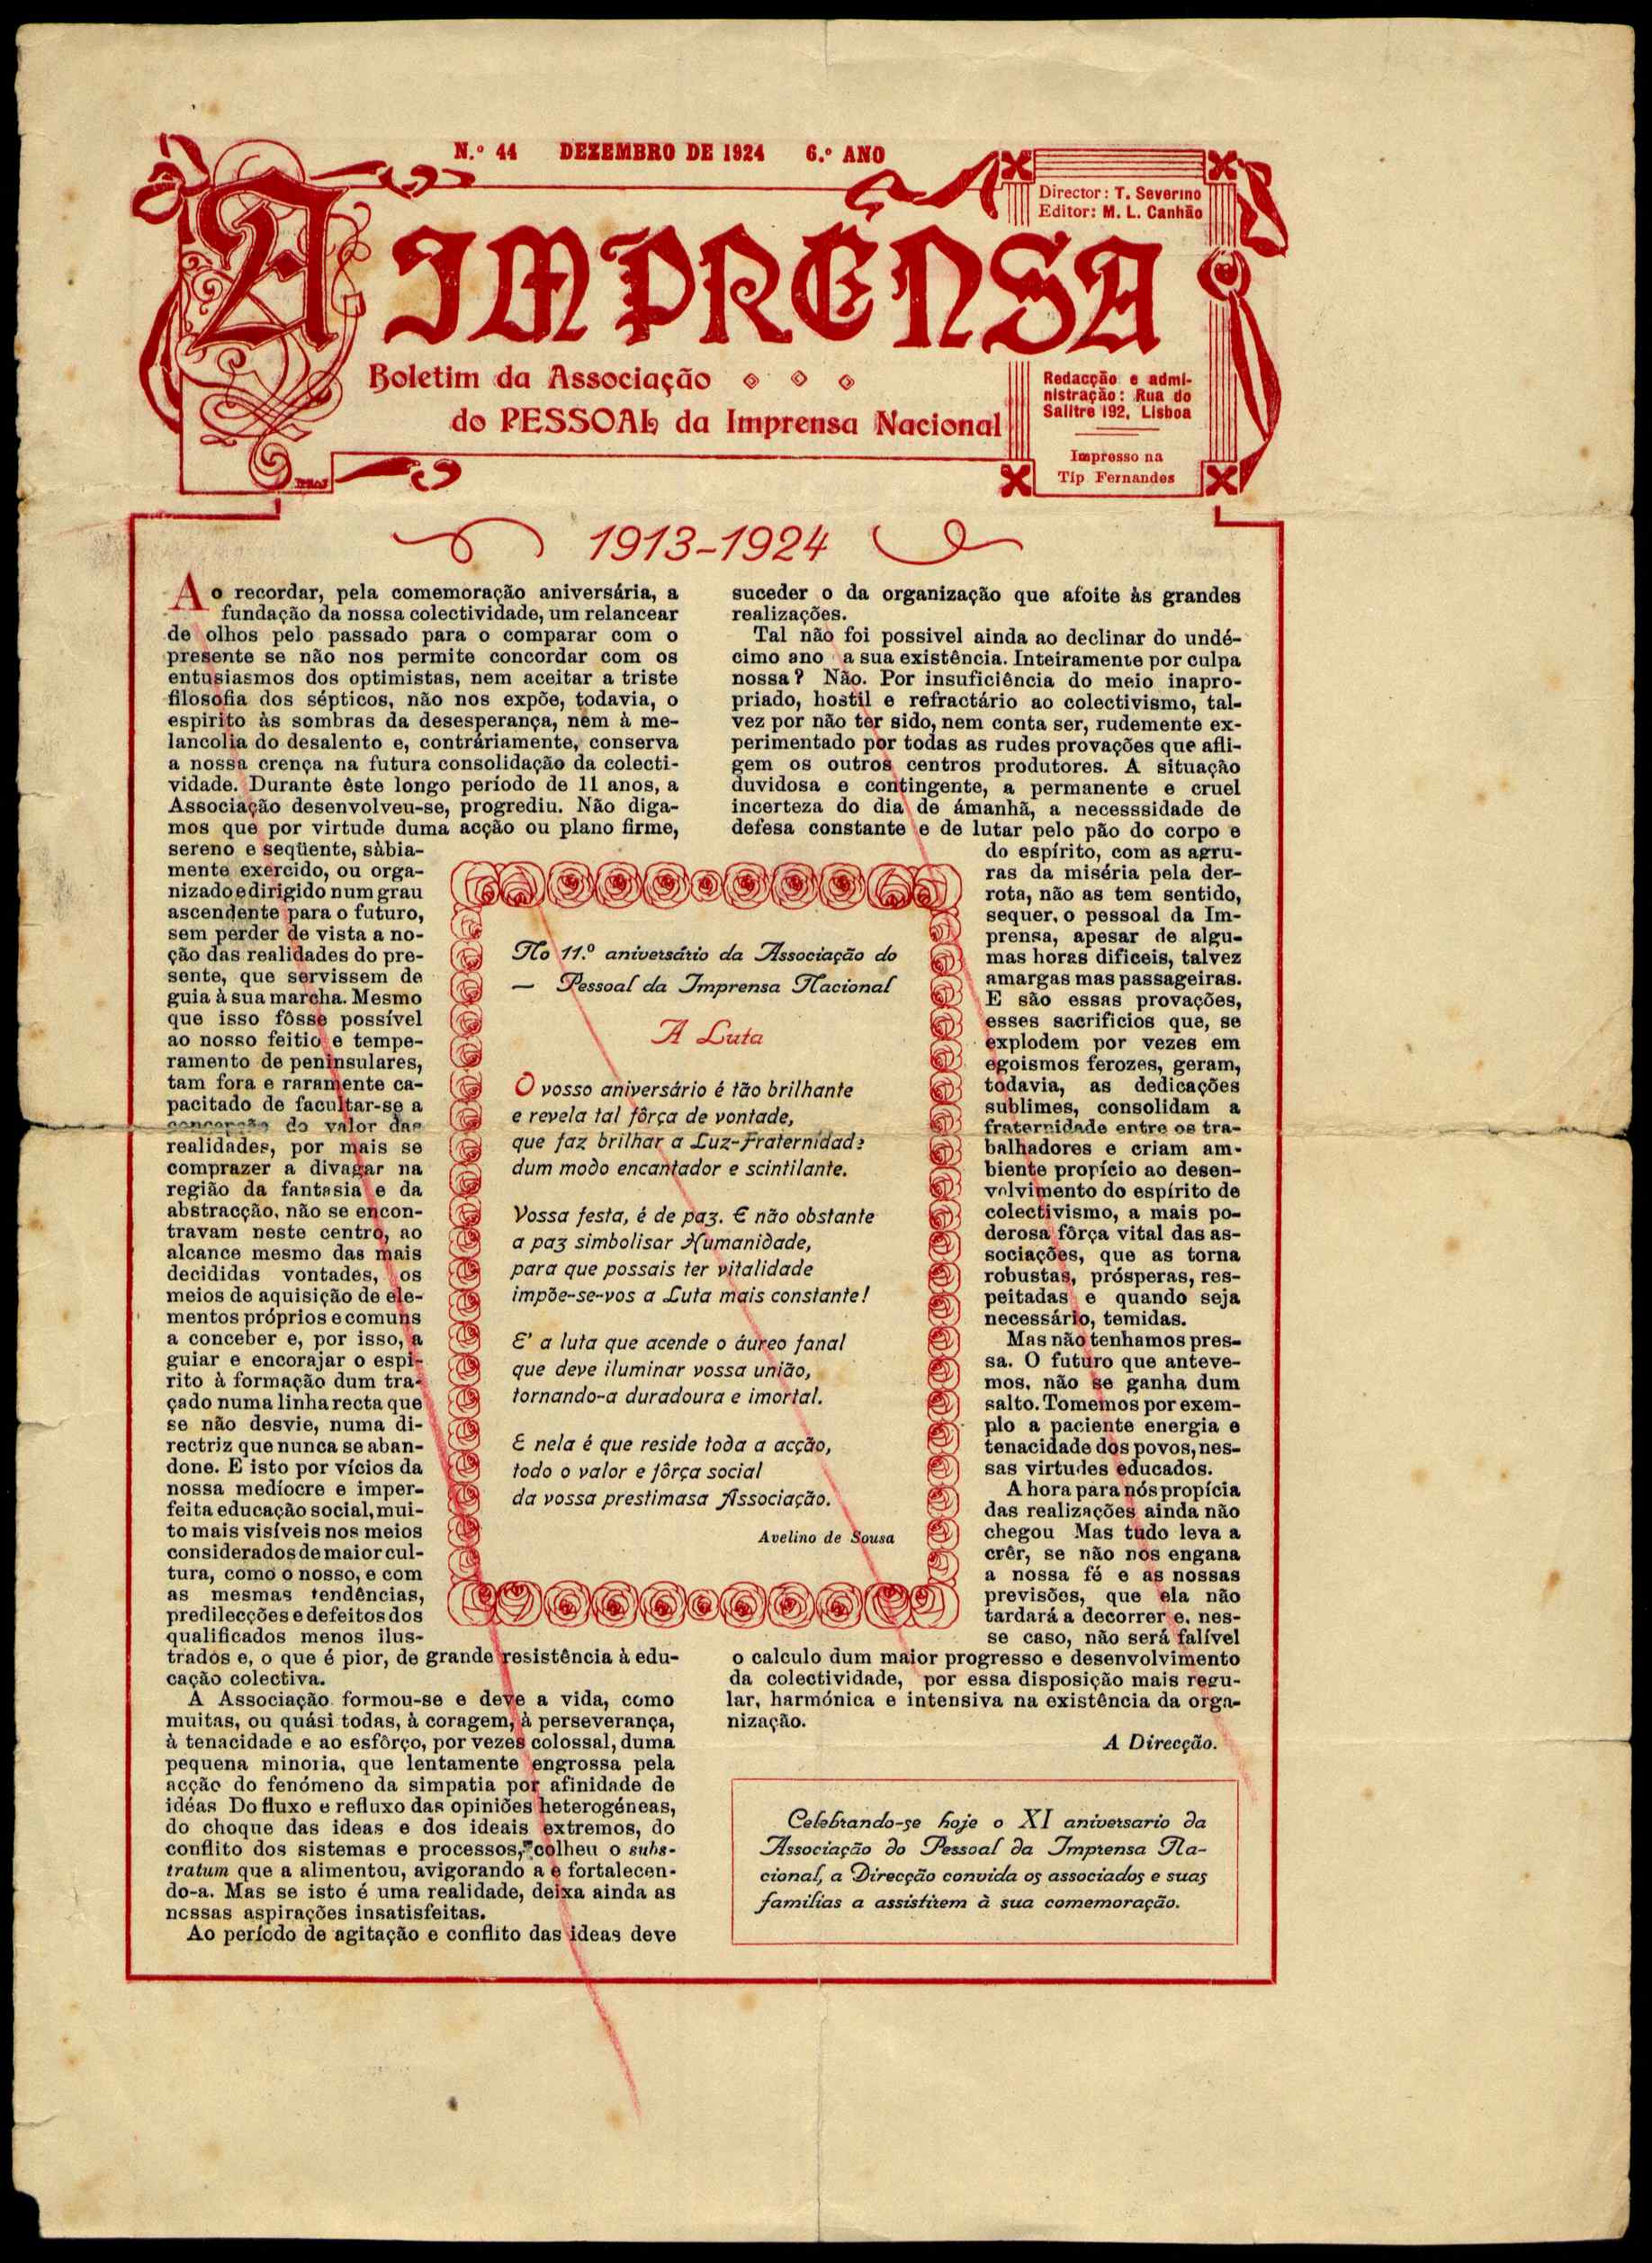 N.º 44 DEZEMBRO DE 1924 6.º ANO
A IMPRÊNSA
Director: T. Severino
Editor: M. L. Canhão
Boletim da Associação
do PESSOAL da Imprensa Nacional
Redacção e admi-
nistração: Rua do
Salitre 192, Lisboa
Impresso na
Tip Fernandes
1913-1924
Ao recordar, pela comemoração aniversária, a
fundação da nossa colectividade, um relancear
de olhos pelo passado para o comparar com o
presente se não nos permite concordar com os
entusiasmos dos optimistas, nem aceitar a triste
filosofia dos sépticos, não nos expõe, todavia, o
espirito às sombras da desesperança, nem à me-
lancolia do desalento e, contráriamente, conserva
a nossa crença na futura consolidação da colecti-
vidade. Durante êste longo período de 11 anos, a
Associação desenvolveu-se, progrediu. Não diga-
mos que por virtude duma acção ou plano firme,
sereno e seqüente, sàbia-
mente exercido, ou orga-
nizado e dirigido num grau
ascendente para o futuro,
sem perder de vista a no-
ção das realidades do pre-
sente, que servissem de
guia à sua marcha. Mesmo
que isso fôsse possível
ao nosso feitio e tempe-
ramento de peninsulares,
tam fora e raramente ca-
pacitado de facultar-se a
concepção do valor das
realidades, por mais se
comprazer a divagar na
região da fantasia e da
abstracção, não se encon-
travam neste centro, ao
alcance mesmo das mais
decididas vontades, os
meios de aquisição de ele-
mentos próprios e comuns
a conceber e, por isso, a
guiar e encorajar o espi-
rito à formação dum tra-
çado numa linha recta que
se não desvie, numa di-
rectriz que nunca se aban-
done. E isto por vícios da
nossa medíocre e imper-
feita educação social, mui-
to mais visíveis nos meios
considerados de maior cul-
tura, como o nosso, e com
as mesmas tendências,
predilecções e defeitos dos
qualificados menos ilus-
trados e, o que é pior, de grande resistência à edu-
cação colectiva.
A Associação formou-se e deve a vida, como
muitas, ou quási todas, à coragem, à perseverança,
à tenacidade e ao esfôrço, por vezes colossal, duma
pequena minoria, que lentamente engrossa pela
acção do fenómeno da simpatia por afinidade de
idéas Do fluxo e refluxo das opiniões heterogéneas,
do choque das ideas e dos ideais extremos, do
conflito dos sistemas e processos, colheu o subs-
tratum que a alimentou, avigorando a e fortalecen-
do-a. Mas se isto é uma realidade, deixa ainda as
nossas aspirações insatisfeitas.
Ao período de agitação e conflito das ideas deve
suceder o da organização que afoite às grandes
realizações.
Tal não foi possivel ainda ao declinar do undé-
cimo ano a sua existência. Inteiramente por culpa
nossa? Não. Por insuficiência do meio inapro-
priado, hostil e refractário ao colectivismo, tal-
vez por não ter sido, nem conta ser, rudemente ex-
perimentado por todas as rudes provações que afli-
gem os outros centros produtores. A situação
duvidosa e contingente, a permanente e cruel
incerteza do dia de ámanhã, a necesssidade de
defesa constante e de lutar pelo pão do corpo e
do espírito, com as agru-
ras da miséria pela der-
rota, não as tem sentido,
sequer, o pessoal da Im-
prensa, apesar de algu-
mas horas dificeis, talvez
amargas mas passageiras.
E são essas provações,
esses sacrificios que, se
explodem por vezes em
egoismos ferozes, geram,
todavia, as dedicações
sublimes, consolidam a
fraternidade entre os tra-
balhadores e criam am-
biente propício ao desen-
volvimento do espírito de
colectivismo, a mais po-
derosa fôrça vital das as-
sociações, que as torna
robustas, prósperas, res-
peitadas e quando seja
necessário, temidas.
Mas não tenhamos pres-
sa. O futuro que anteve-
mos, não se ganha dum
salto. Tomemos por exem-
plo a paciente energia e
tenacidade dos povos, nes-
sas virtudes educados.
A hora para nós propícia
das realizações ainda não
chegou Mas tudo leva a
crêr, se não nos engana
a nossa fé e as nossas
previsões, que ela não
tardará a decorrer e, nes-
se caso, não será falível
o calculo dum maior progresso e desenvolvimento
da colectividade, por essa disposição mais regu-
lar, harmónica e intensiva na existência da orga-
nização.
A Direcção.
No 11.º aniversário da Associação do
— Pessoal da Imprensa Nacional
A Luta
O vosso aniversário é tão brilhante
e revela tal fôrça de vontade,
que faz brilhar a Luz-Fraternidade
dum modo encantador e scintilante.
Vossa festa, é de paz. E não obstante
a paz simbolisar Humanidade,
para que possais ter vitalidade
impõe-se-vos a Luta mais constante!
E' a luta que acende o áureo fanal
que deve iluminar vossa união,
tornando-a duradoura e imortal.
E nela é que reside toda a acção,
todo o valor e fôrça social
da vossa prestimasa Associação.
Avelino de Sousa
Celebrando-se hoje o XI aniversario da
Associação do Pessoal da Imprensa Na-
cional, a Direcção convida os associados e suas
familias a assistirem à sua comemoração.